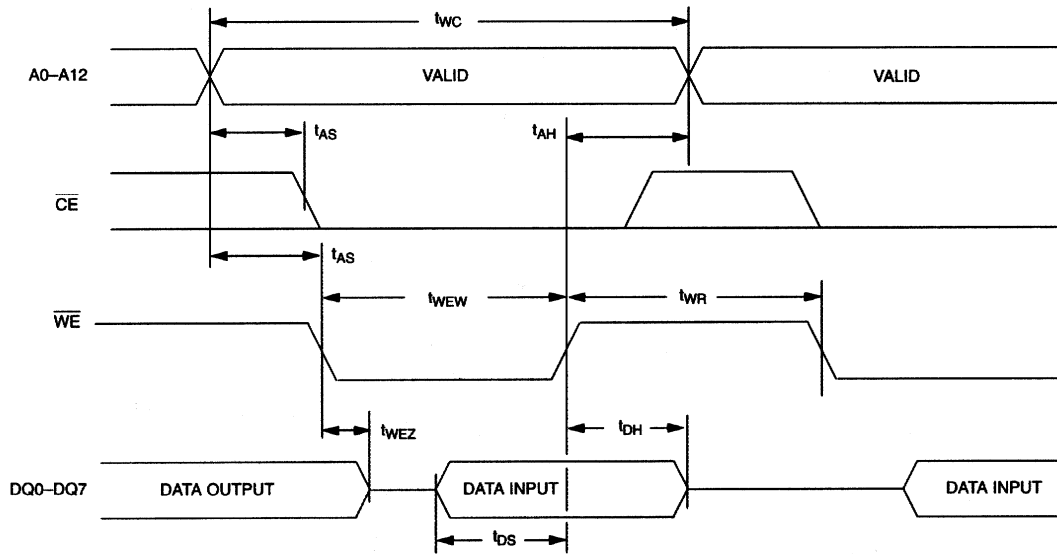 tWC
A0–A12
VALID
VALID
tAS
tAH
CE
tAS
tWEW
tWR
WE
tWEZ
tDH
DQ0–DQ7
DATA OUTPUT
DATA INPUT
DATA INPUT
tDS